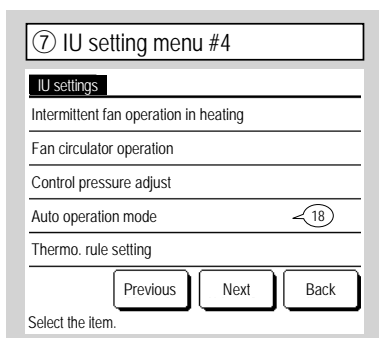 ⑦ IU setting menu #4
IU settings
Intermittent fan operation in heating
Fan circulator operation
Control pressure adjust
Auto operation mode 18
Thermo. rule setting
Previous Next Back
Select the item.